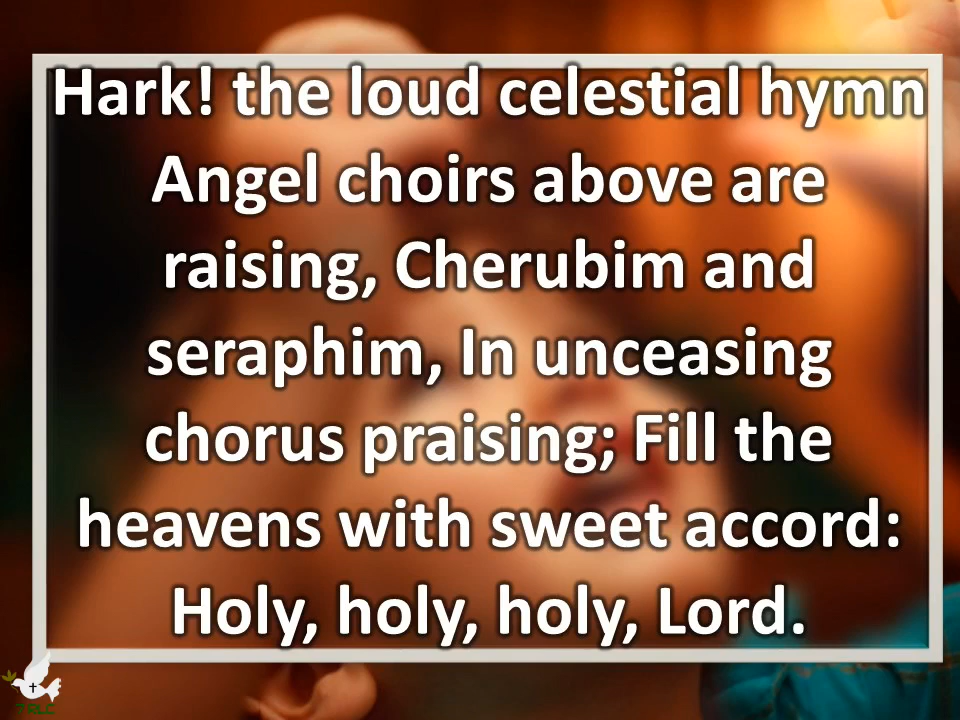 Hark! the loud celestial hymn
Angel choirs above are
raising, Cherubim and
seraphim, In unceasing
chorus praising; Fill the
heavens with sweet accord:
Holy, holy, holy, Lord.